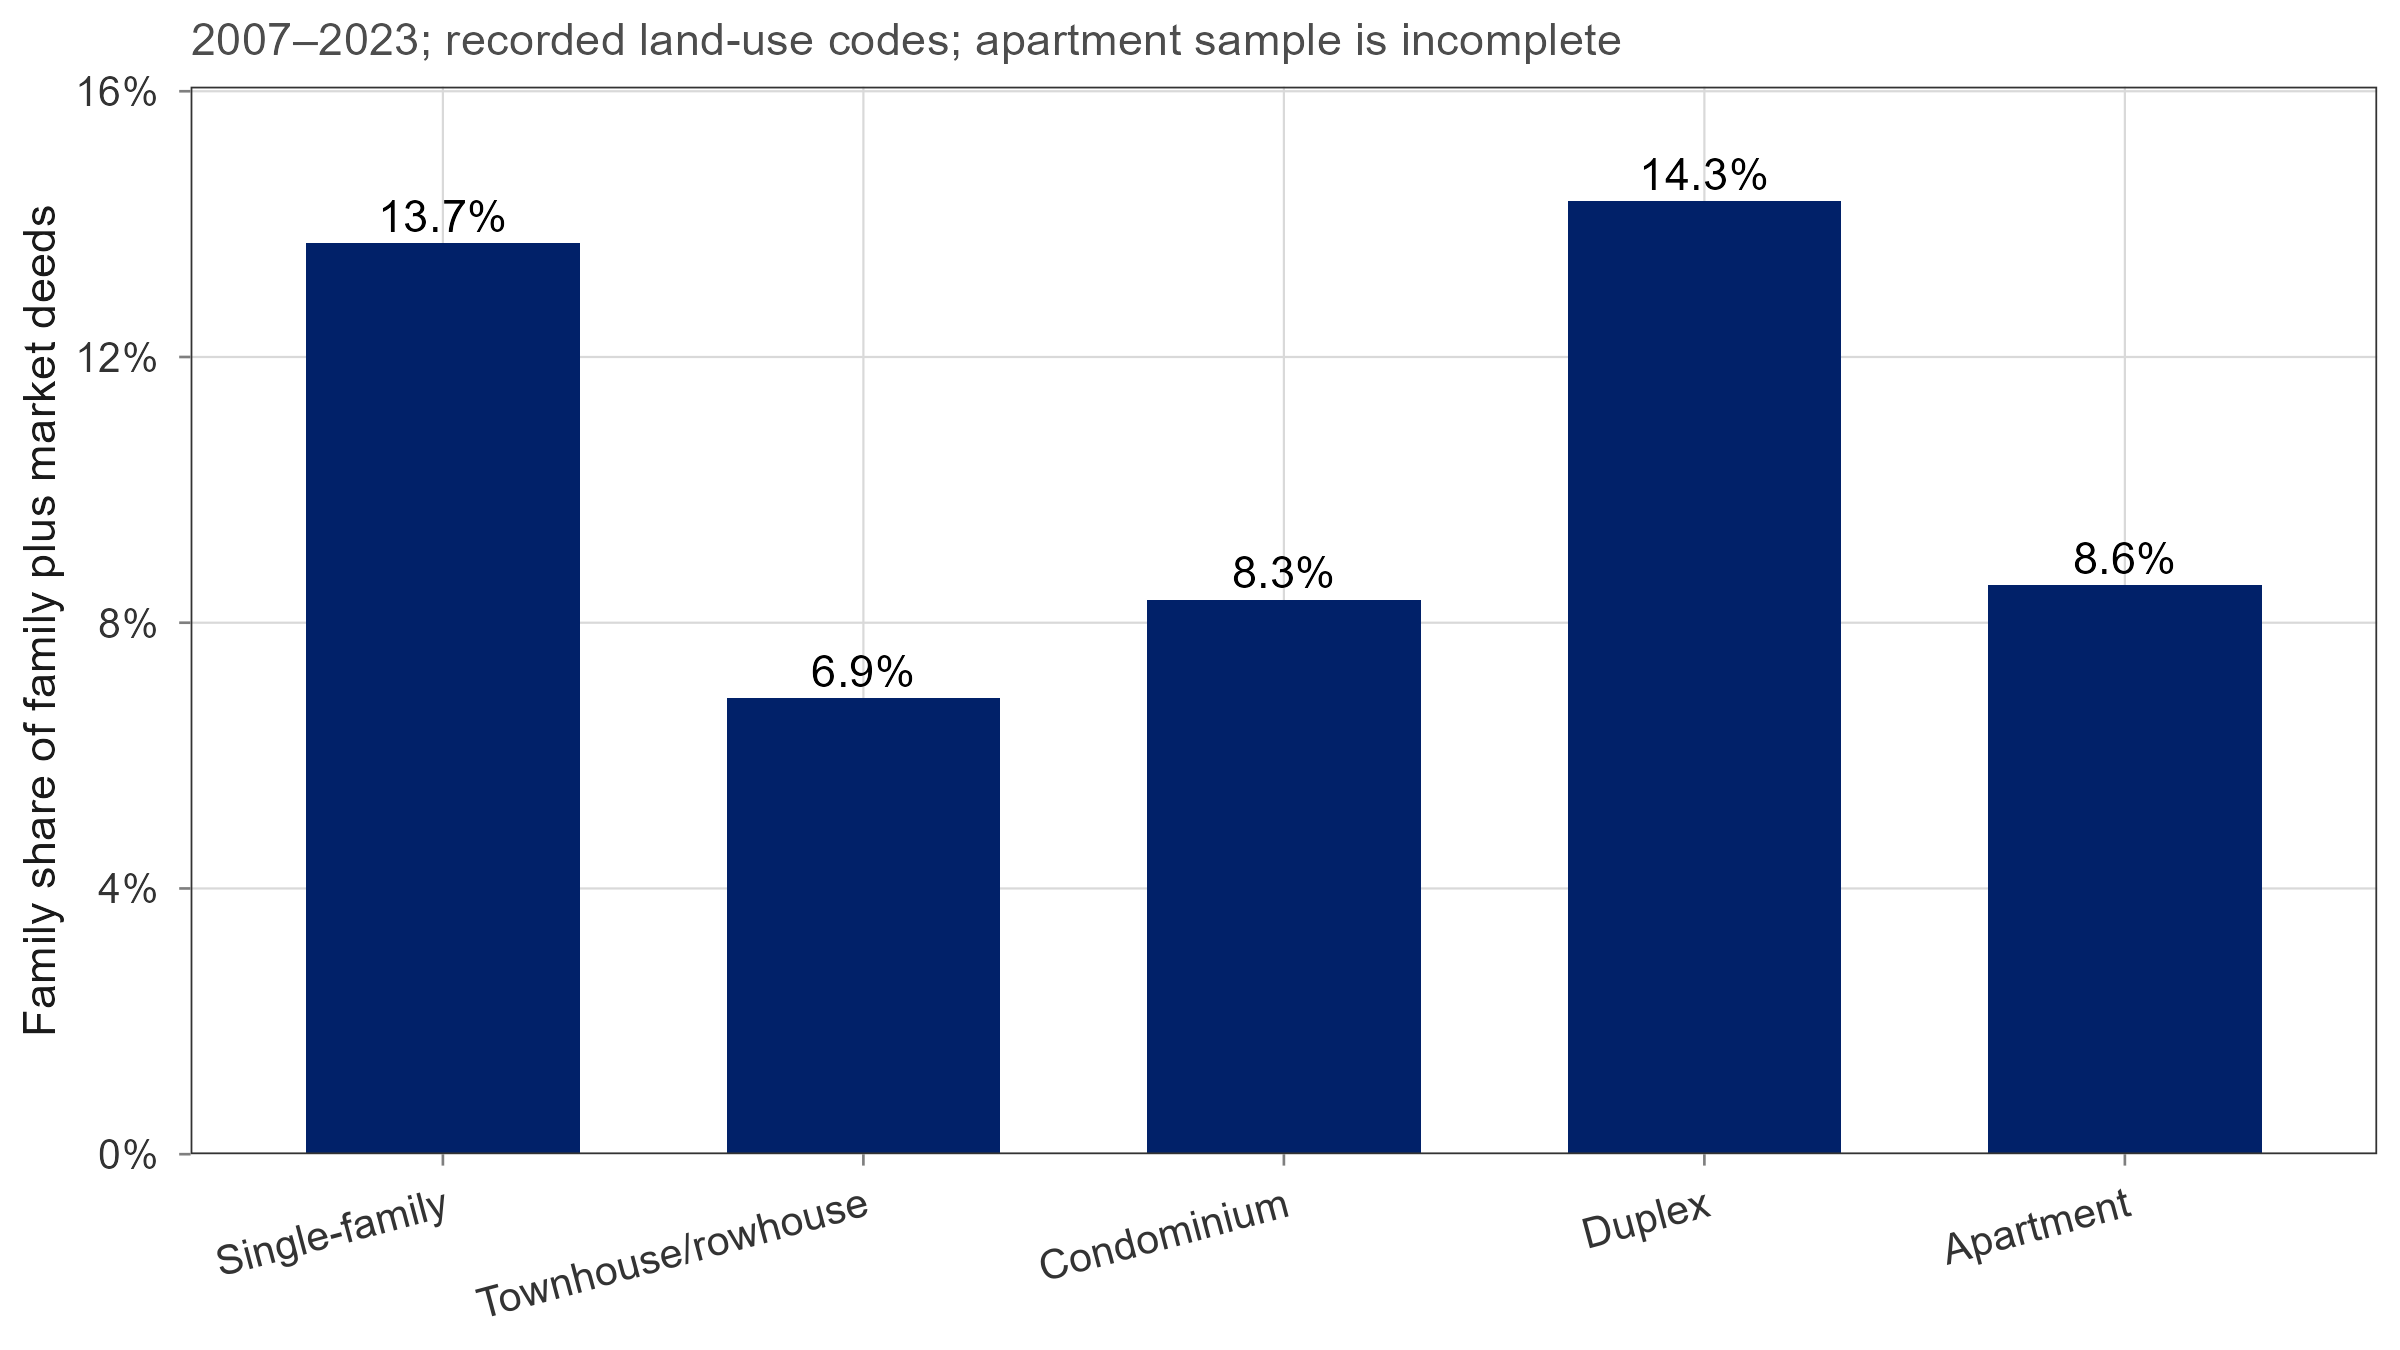 2007–2023; recorded land-use codes; apartment sample is incomplete
Family share of family plus market deeds
16%
12%
8%
4%
0%
13.7%
6.9%
8.3%
14.3%
8.6%
Single-family
Townhouse/rowhouse
Condominium
Duplex
Apartment